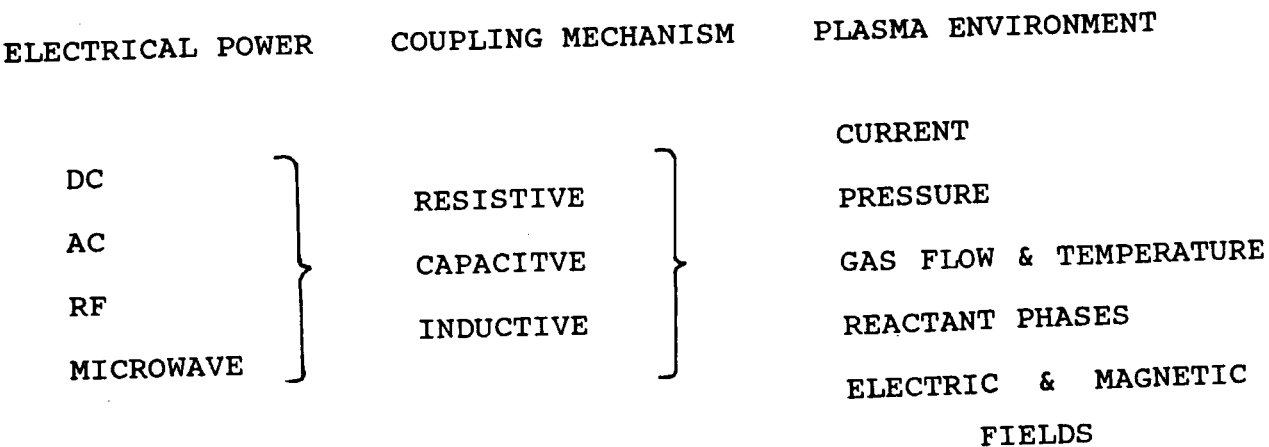 ELECTRICAL POWER COUPLING MECHANISM PLASMA ENVIRONMENT
DC
AC
RF
MICROWAVE
RESISTIVE
CAPACITVE
INDUCTIVE
CURRENT
PRESSURE
GAS FLOW & TEMPERATURE
REACTANT PHASES
ELECTRIC & MAGNETIC
FIELDS